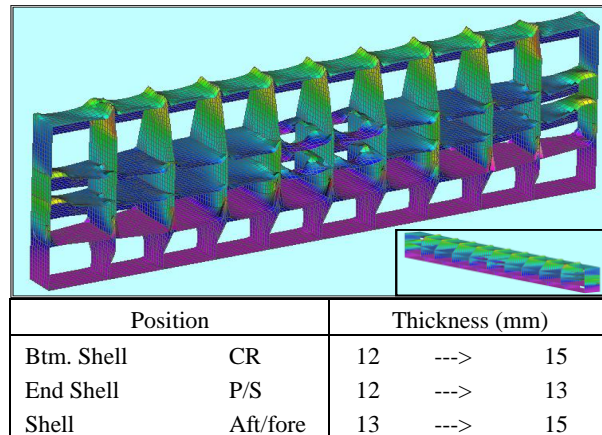 Position Thickness (mm)
Btm. Shell CR 12 ---> 15
End Shell P/S 12 ---> 13
Shell Aft/fore 13 ---> 15